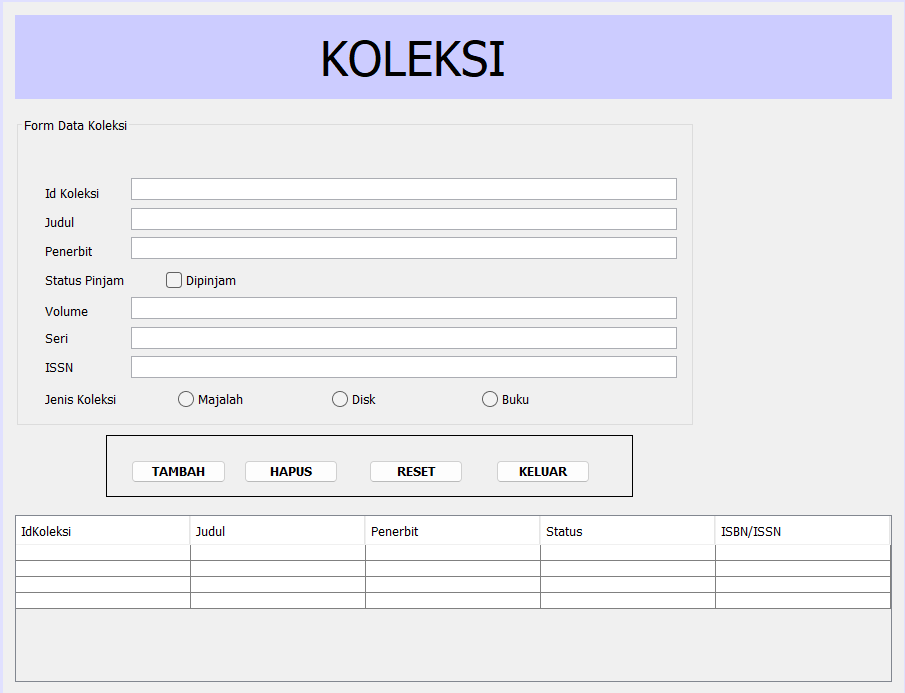 KOLEKSI
Form Data Koleksi
Id Koleksi
Judul
Penerbit
Status Pinjam Dipinjam
Volume
Seri
ISSN
Jenis Koleksi Majalah Disk Buku
TAMBAH HAPUS RESET KELUAR
IdKoleksi Judul Penerbit Status ISBN/ISSN